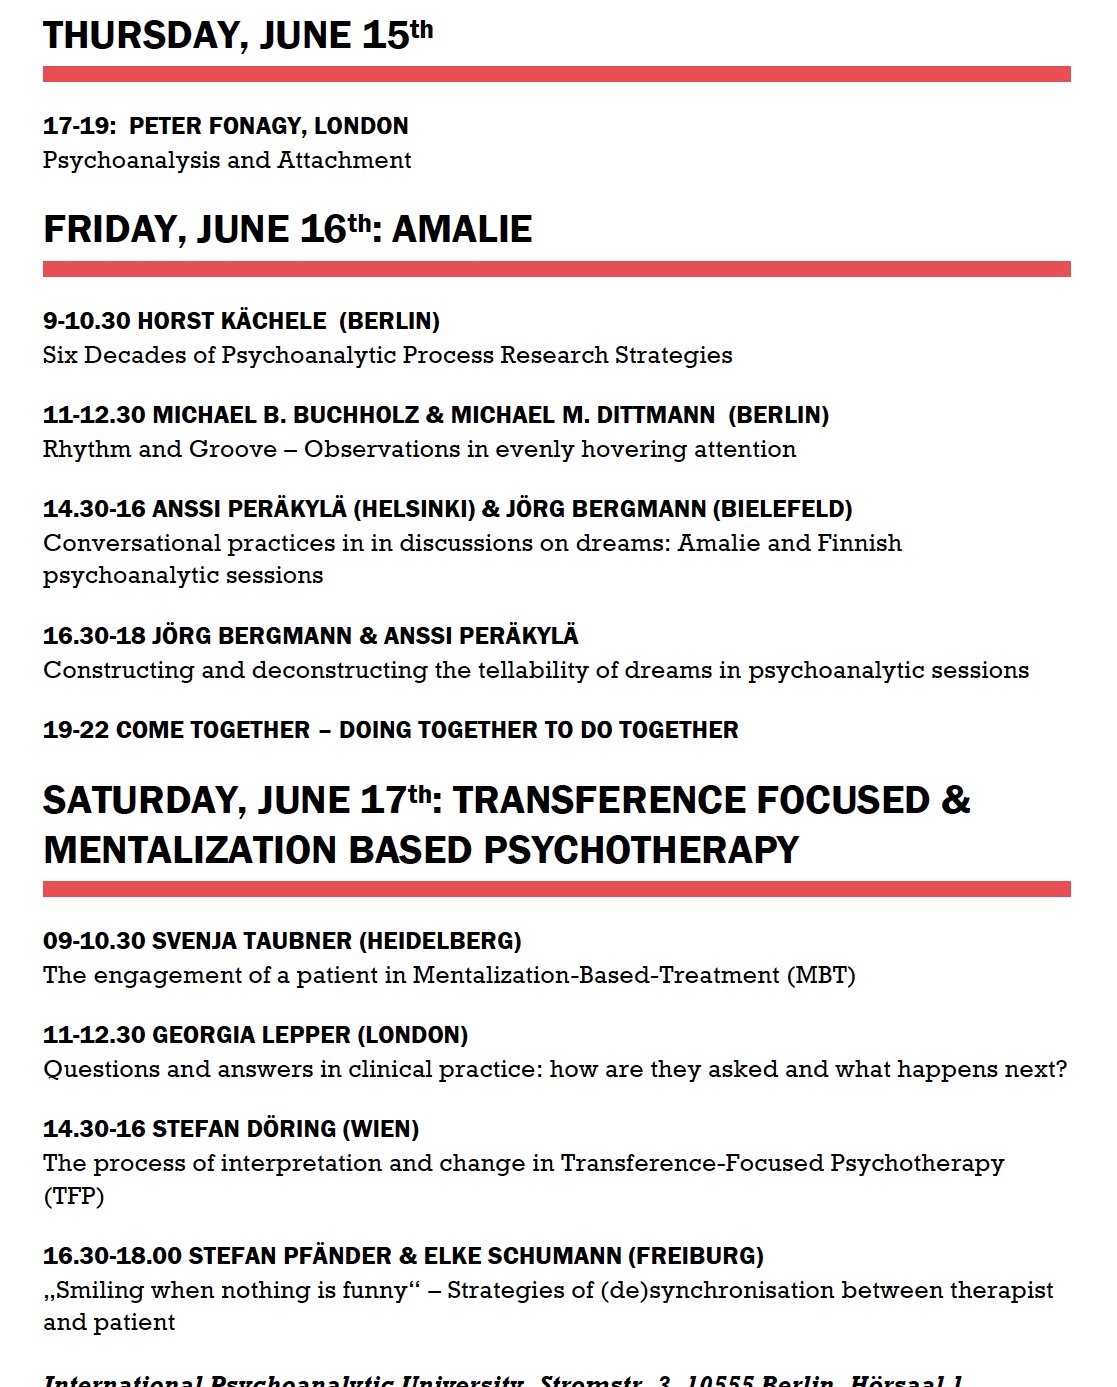 THURSDAY, JUNE 15th
17-19: PETER FONAGY, LONDON
Psychoanalysis and Attachment
FRIDAY, JUNE 16th: AMALIE
9-10.30 HORST KÄCHELE (BERLIN)
Six Decades of Psychoanalytic Process Research Strategies
11-12.30 MICHAEL B. BUCHHOLZ & MICHAEL M. DITTMANN (BERLIN)
Rhythm and Groove – Observations in evenly hovering attention
14.30-16 ANSSI PERÄKYLÄ (HELSINKI) & JÖRG BERGMANN (BIELEFELD)
Conversational practices in in discussions on dreams: Amalie and Finnish
psychoanalytic sessions
16.30-18 JÖRG BERGMANN & ANSSI PERÄKYLÄ
Constructing and deconstructing the tellability of dreams in psychoanalytic sessions
19-22 COME TOGETHER – DOING TOGETHER TO DO TOGETHER
SATURDAY, JUNE 17th: TRANSFERENCE FOCUSED &
MENTALIZATION BASED PSYCHOTHERAPY
09-10.30 SVENJA TAUBNER (HEIDELBERG)
The engagement of a patient in Mentalization-Based-Treatment (MBT)
11-12.30 GEORGIA LEPPER (LONDON)
Questions and answers in clinical practice: how are they asked and what happens next?
14.30-16 STEFAN DÖRING (WIEN)
The process of interpretation and change in Transference-Focused Psychotherapy
(TFP)
16.30-18.00 STEFAN PFÄNDER & ELKE SCHUMANN (FREIBURG)
„Smiling when nothing is funny“ – Strategies of (de)synchronisation between therapist
and patient
International Psychoanalytic University, Stromstr. 3, 10555 Berlin, Hörsaal 1